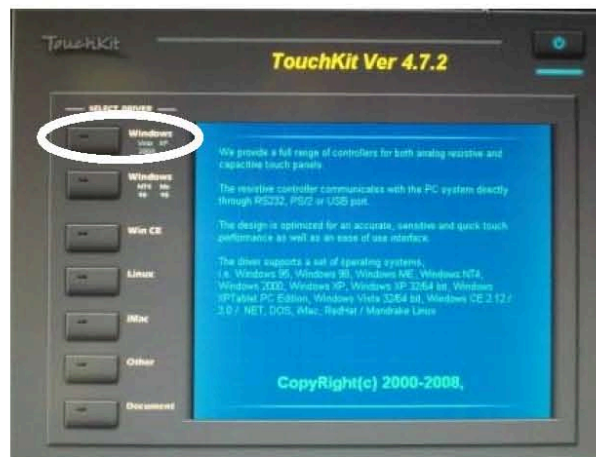 TouchKit
TouchKit Ver 4.7.2
SELECT DRIVER
Windows
Vista XP
2000
Windows
NT4 Me
98 95
Win CE
Linux
iMac
Other
Document
We provide a full range of controllers for both analog resistive and
capacitive touch panels.
The resistive controller communicates with the PC system directly
through RS232, PS/2 or USB port.
The design is optimized for an accurate, sensitive and quick touch
performance as well as an ease of use interface.
The driver supports a set of operating systems,
i.e. Windows 95, Windows 98, Windows ME, Windows NT4,
Windows 2000, Windows XP, Windows XP 32/64 bit, Windows
XPTablet PC Edition, Windows Vista 32/64 bit, Windows CE 2.12 /
3.0 / .NET, DOS, iMac, RedHat / Mandrake Linux
CopyRight(c) 2000-2008,